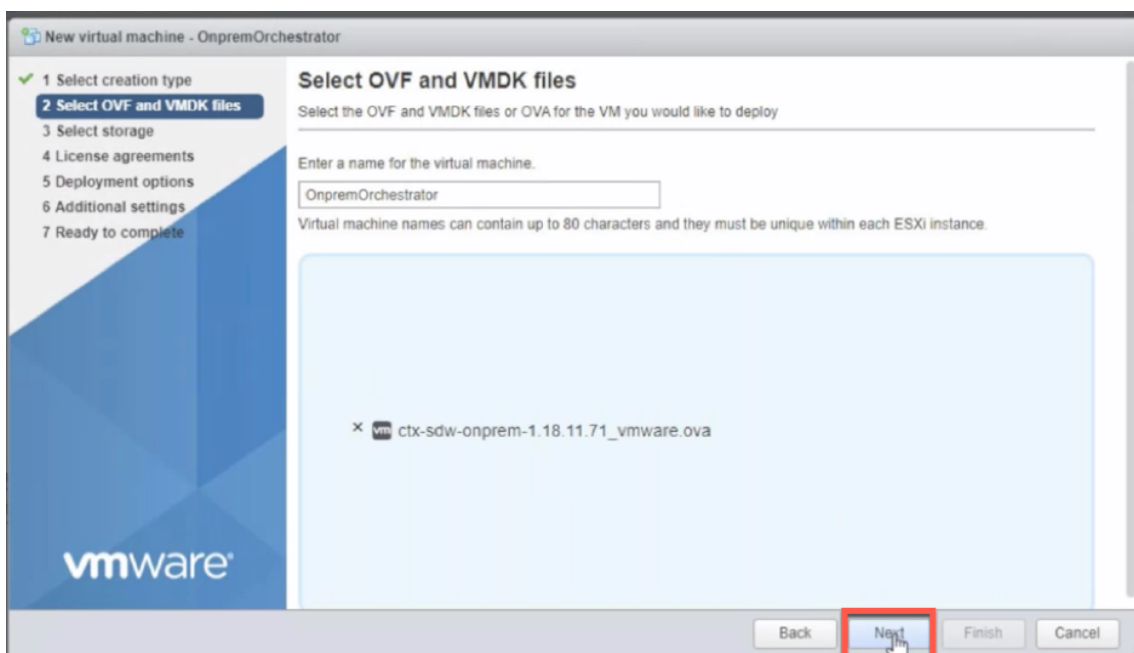 New virtual machine - OnpremOrchestrator
1 Select creation type
2 Select OVF and VMDK files
3 Select storage
4 License agreements
5 Deployment options
6 Additional settings
7 Ready to complete
vmware®
Select OVF and VMDK files
Select the OVF and VMDK files or OVA for the VM you would like to deploy
Enter a name for the virtual machine.
OnpremOrchestrator
Virtual machine names can contain up to 80 characters and they must be unique within each ESXi instance.
× vm ctx-sdw-onprem-1.18.11.71_vmware.ova
Back Next Finish Cancel